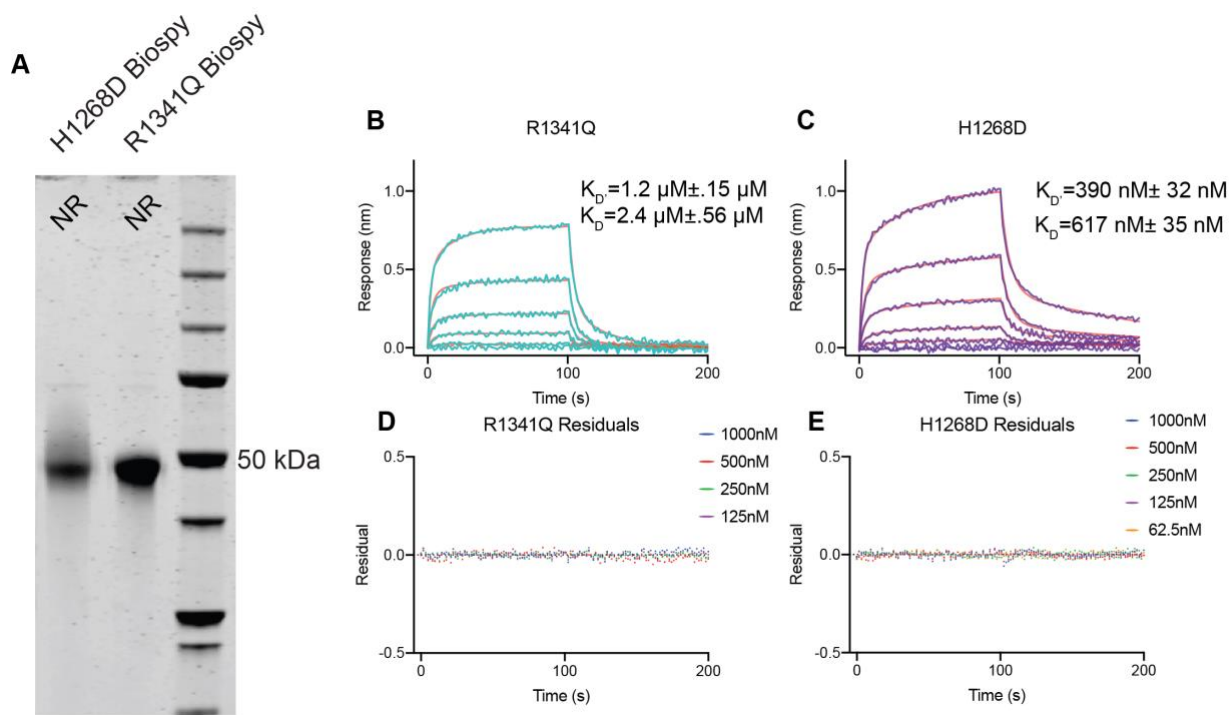 A
H1268D Biospy
R1341Q Biospy
NR
NR
50 kDa
B
R1341Q
K_D'=1.2 µM±.15 µM
K_D=2.4 µM±.56 µM
Response (nm)
1.0
0.5
0.0
0
100
200
Time (s)
C
H1268D
K_D'=390 nM± 32 nM
K_D=617 nM± 35 nM
Response (nm)
1.0
0.5
0.0
0
100
200
Time (s)
D
R1341Q Residuals
1000nM
500nM
250nM
125nM
Residual
0.5
0.0
-0.5
0
100
200
Time (s)
E
H1268D Residuals
1000nM
500nM
250nM
125nM
62.5nM
Residual
0.5
0.0
-0.5
0
100
200
Time (s)